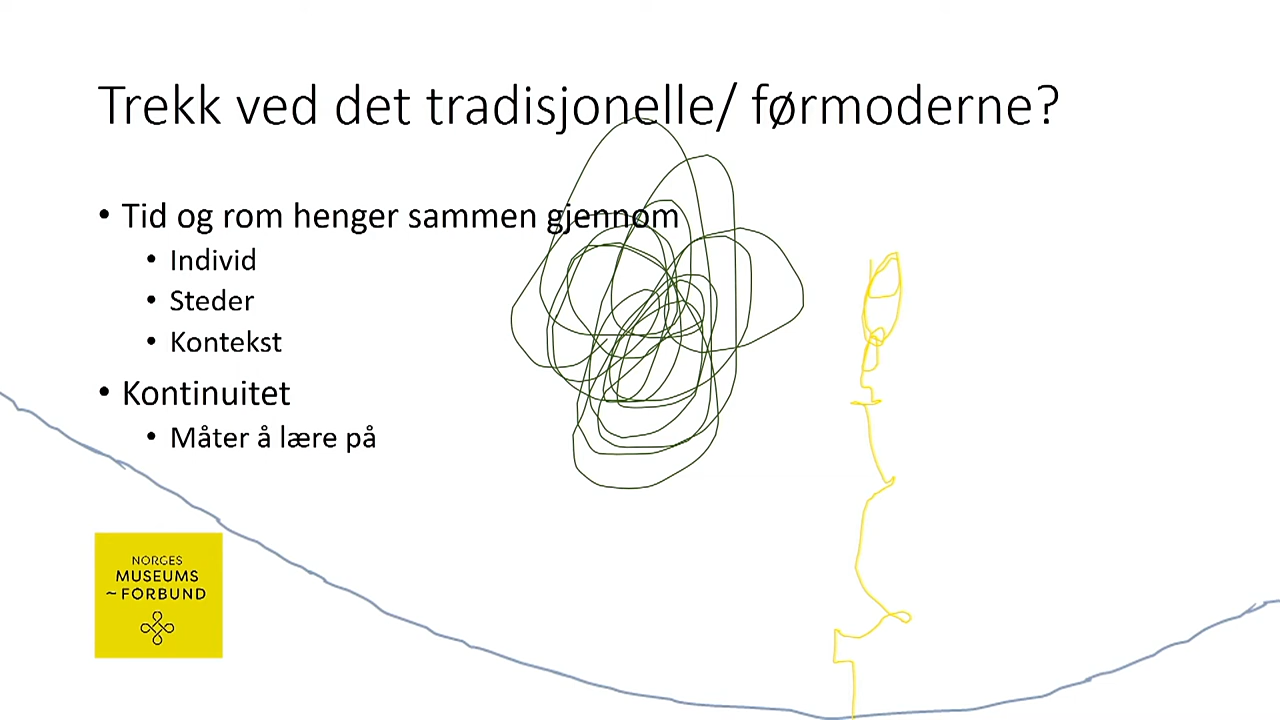 Trekk ved det tradisjonelle/ førmoderne?
• Tid og rom henger sammen gjennom
• Individ
• Steder
• Kontekst
• Kontinuitet
• Måter å lære på
NORGES
MUSEUMS
~FORBUND